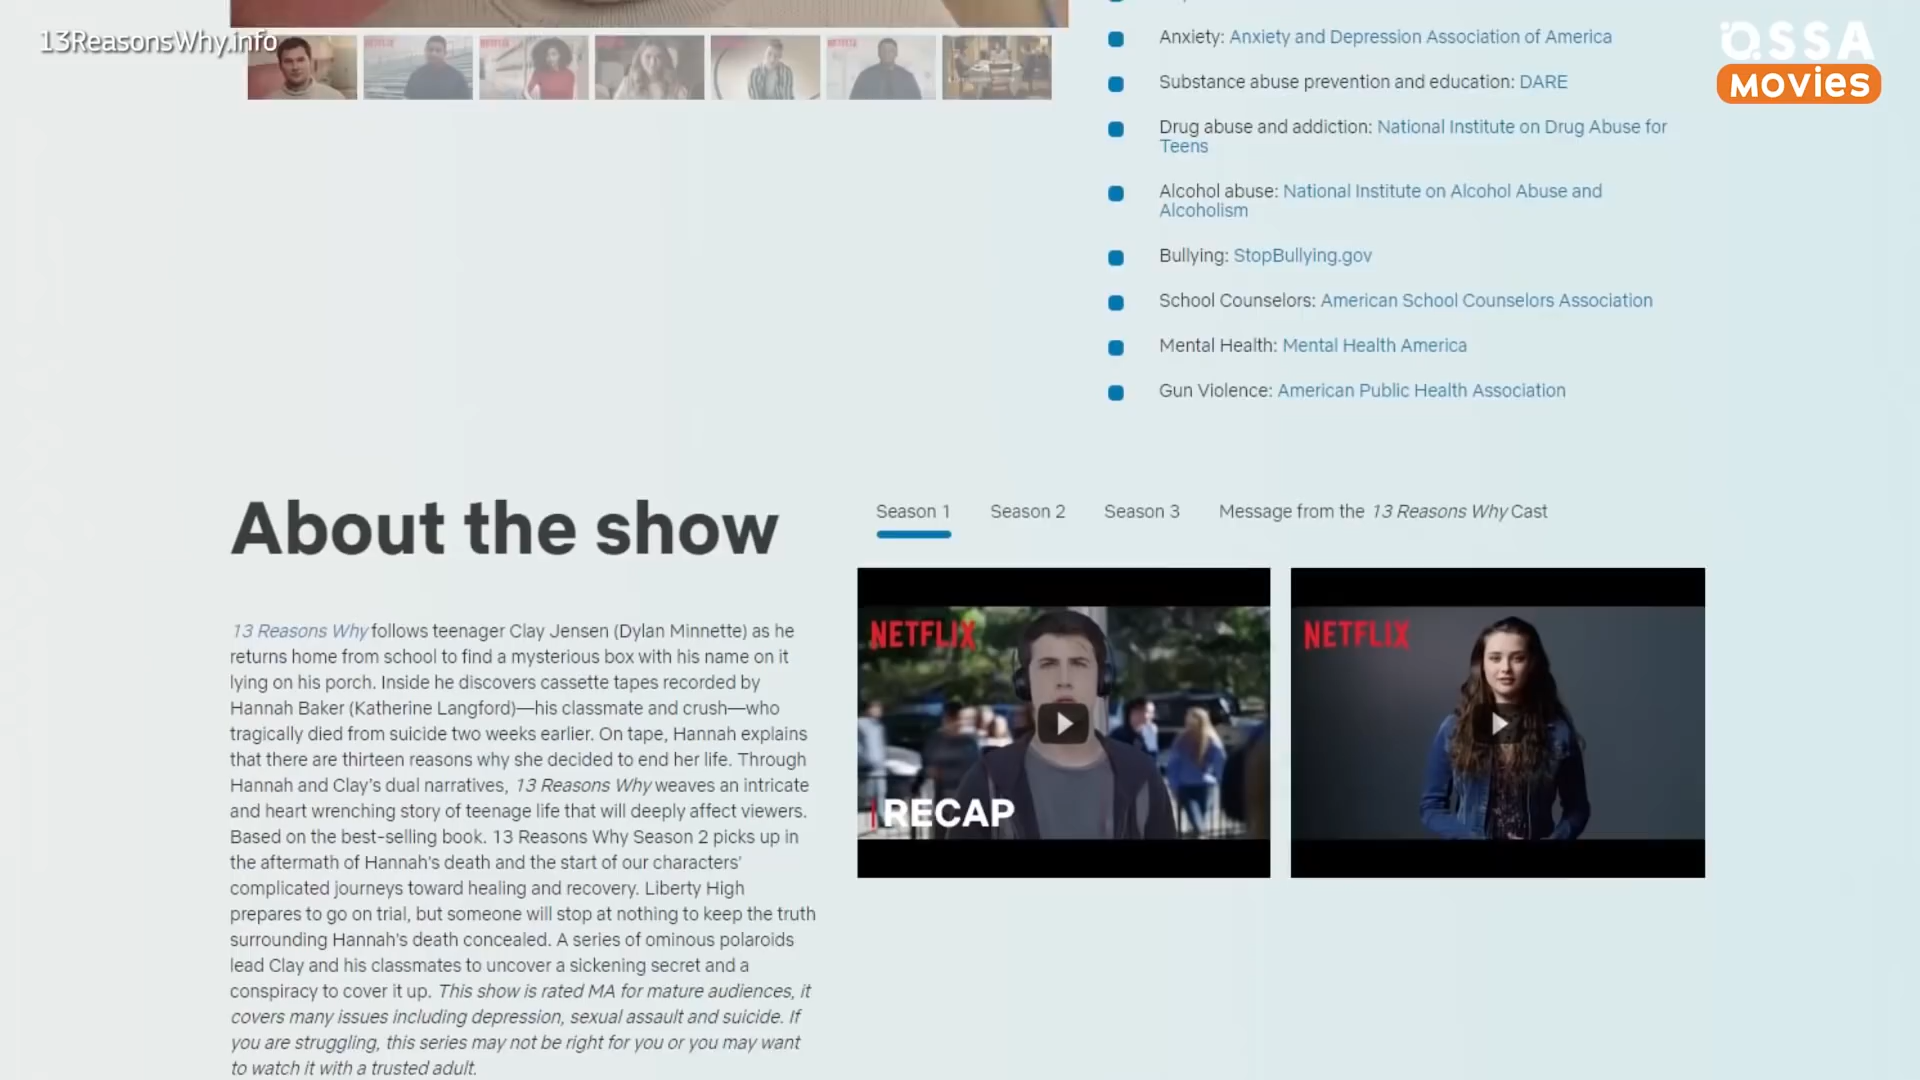 13ReasonsWhy.info
OSSA
Movies
Anxiety: Anxiety and Depression Association of America
Substance abuse prevention and education: DARE
Drug abuse and addiction: National Institute on Drug Abuse for
Teens
Alcohol abuse: National Institute on Alcohol Abuse and
Alcoholism
Bullying: StopBullying.gov
School Counselors: American School Counselors Association
Mental Health: Mental Health America
Gun Violence: American Public Health Association
About the show
13 Reasons Why follows teenager Clay Jensen (Dylan Minnette) as he
returns home from school to find a mysterious box with his name on it
lying on his porch. Inside he discovers cassette tapes recorded by
Hannah Baker (Katherine Langford)—his classmate and crush—who
tragically died from suicide two weeks earlier. On tape, Hannah explains
that there are thirteen reasons why she decided to end her life. Through
Hannah and Clay's dual narratives, 13 Reasons Why weaves an intricate
and heart wrenching story of teenage life that will deeply affect viewers.
Based on the best-selling book. 13 Reasons Why Season 2 picks up in
the aftermath of Hannah's death and the start of our characters'
complicated journeys toward healing and recovery. Liberty High
prepares to go on trial, but someone will stop at nothing to keep the truth
surrounding Hannah's death concealed. A series of ominous polaroids
lead Clay and his classmates to uncover a sickening secret and a
conspiracy to cover it up. This show is rated MA for mature audiences, it
covers many issues including depression, sexual assault and suicide. If
you are struggling, this series may not be right for you or you may want
to watch it with a trusted adult.
Season 1 Season 2 Season 3 Message from the 13 Reasons Why Cast
NETFLIX
RECAP
NETFLIX